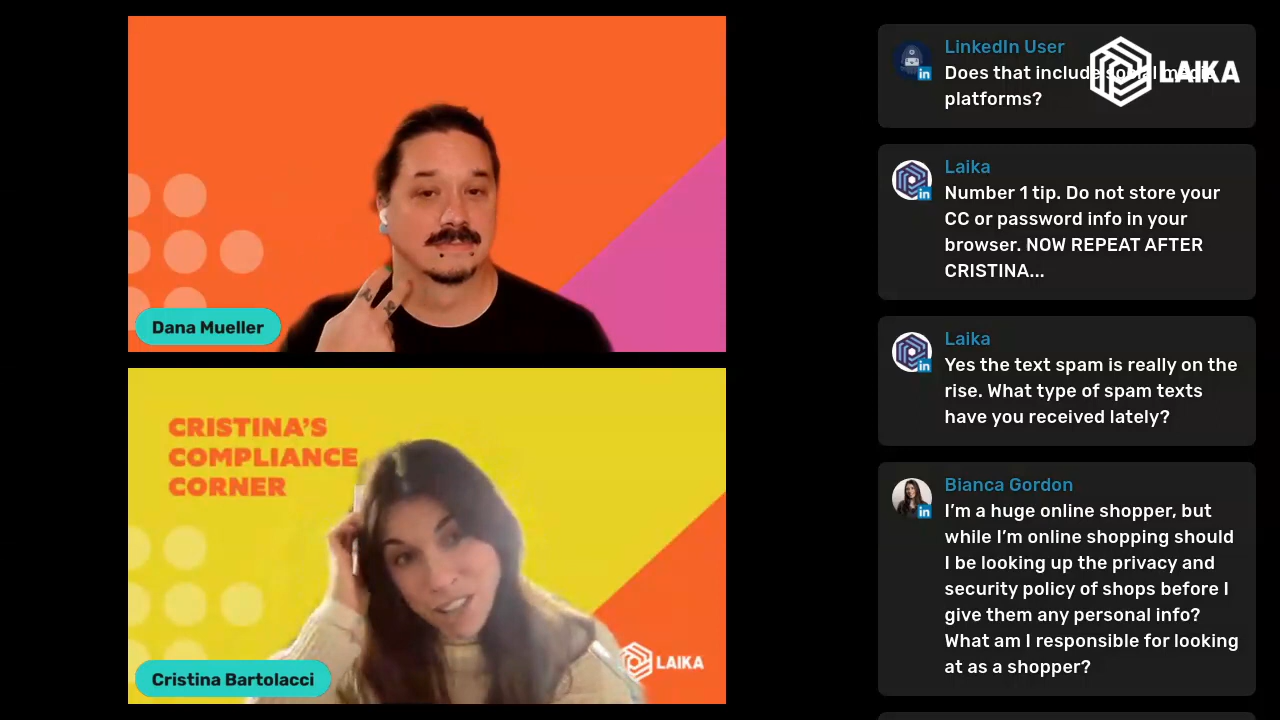 Dana Mueller
CRISTINA'S
COMPLIANCE
CORNER
LAIKA
Cristina Bartolacci
LinkedIn User
Does that include social media
platforms?
LAIKA
Laika
Number 1 tip. Do not store your
CC or password info in your
browser. NOW REPEAT AFTER
CRISTINA...
Laika
Yes the text spam is really on the
rise. What type of spam texts
have you received lately?
Bianca Gordon
I'm a huge online shopper, but
while I'm online shopping should
I be looking up the privacy and
security policy of shops before I
give them any personal info?
What am I responsible for looking
at as a shopper?